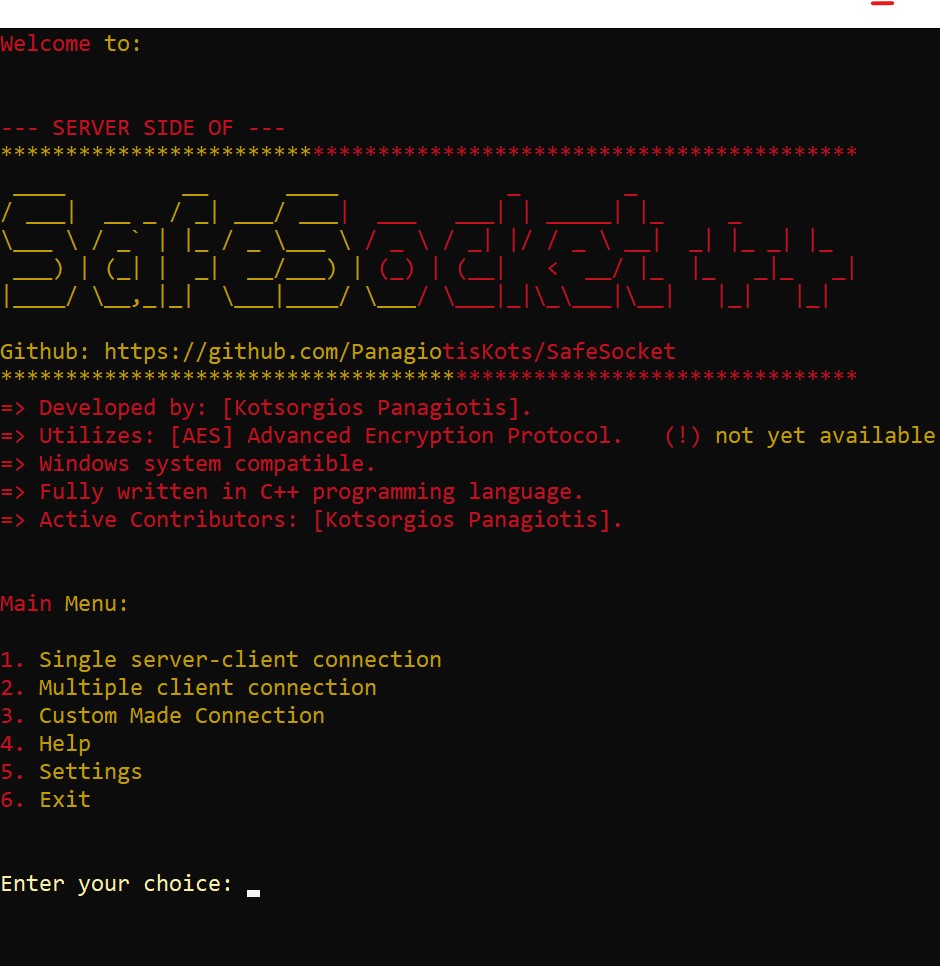 Welcome to:
--- SERVER SIDE OF ---
******************************************************************
SafeSocket ++
Github: https://github.com/PanagiotisKots/SafeSocket
******************************************************************
=> Developed by: [Kotsorgios Panagiotis].
=> Utilizes: [AES] Advanced Encryption Protocol.   (!) not yet available
=> Windows system compatible.
=> Fully written in C++ programming language.
=> Active Contributors: [Kotsorgios Panagiotis].
Main Menu:
1. Single server-client connection
2. Multiple client connection
3. Custom Made Connection
4. Help
5. Settings
6. Exit
Enter your choice: